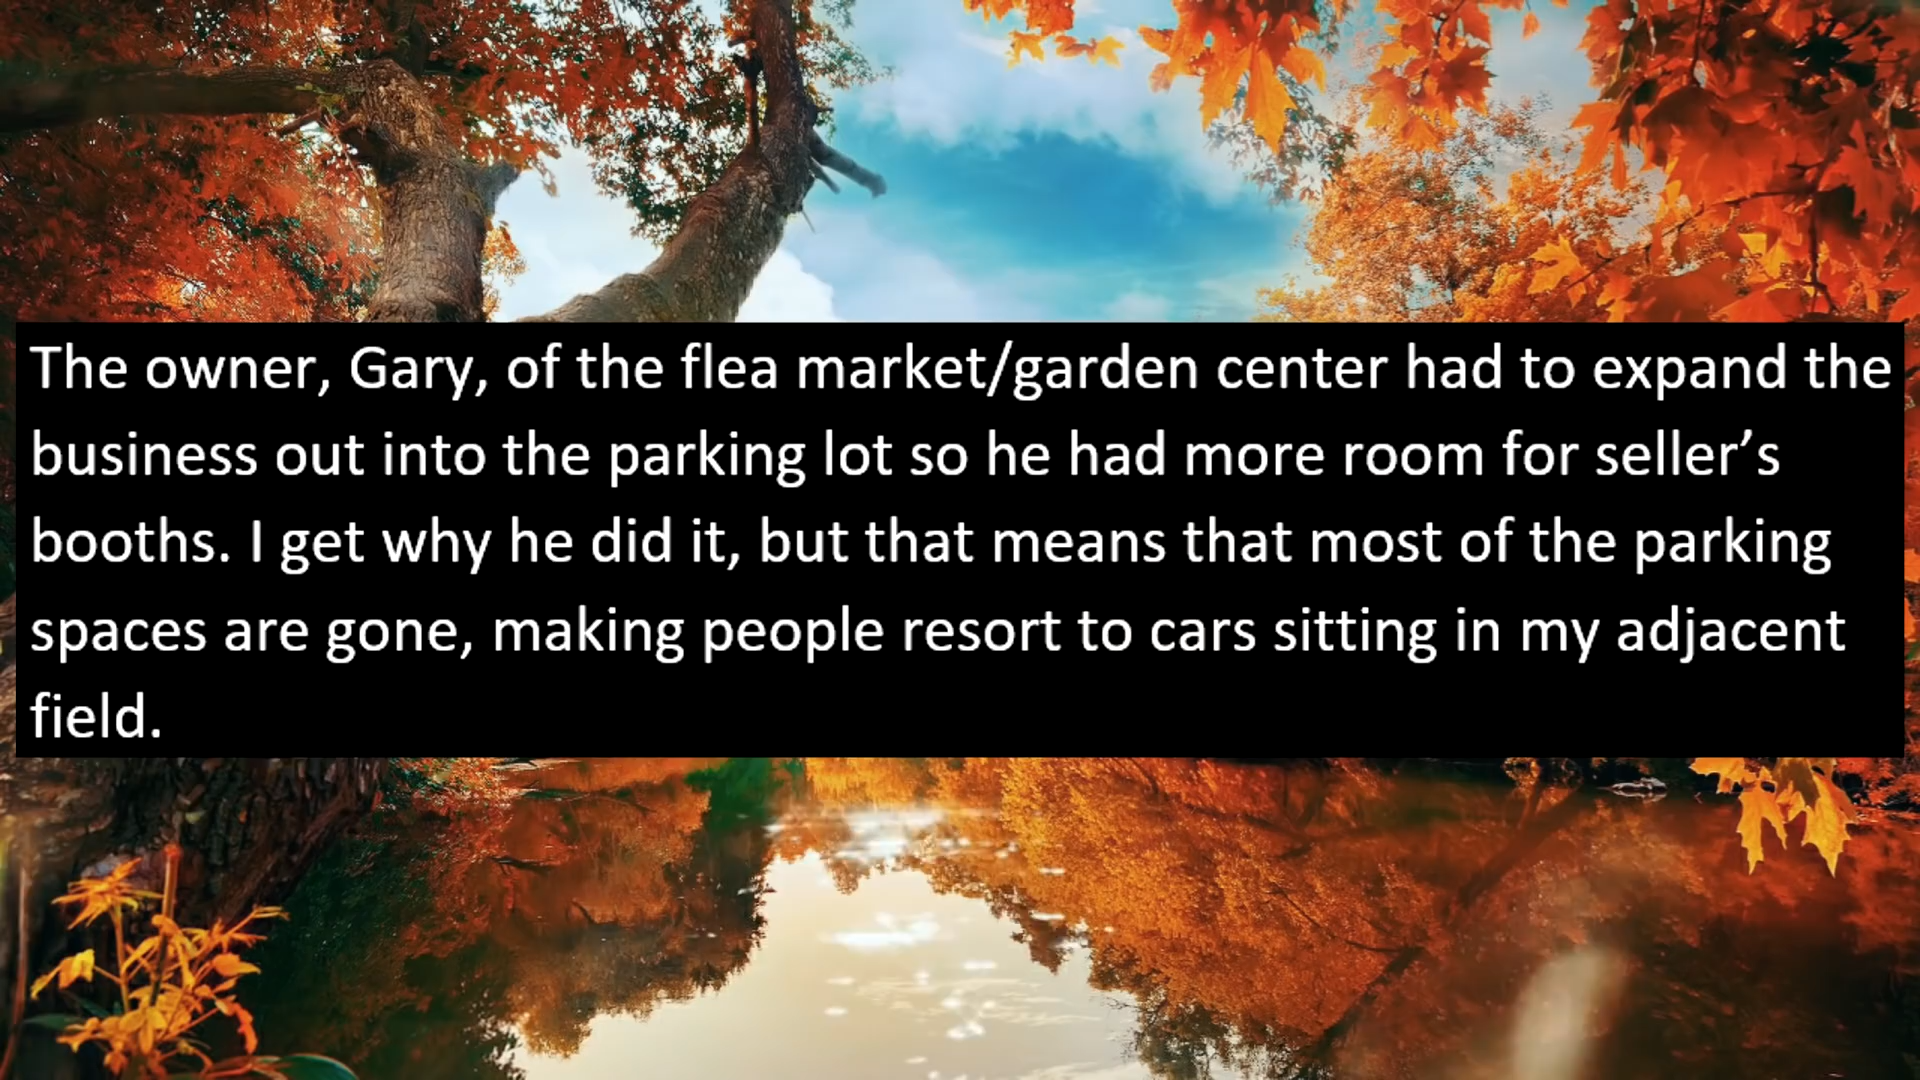 The owner, Gary, of the flea market/garden center had to expand the
business out into the parking lot so he had more room for seller’s
booths. I get why he did it, but that means that most of the parking
spaces are gone, making people resort to cars sitting in my adjacent
field.